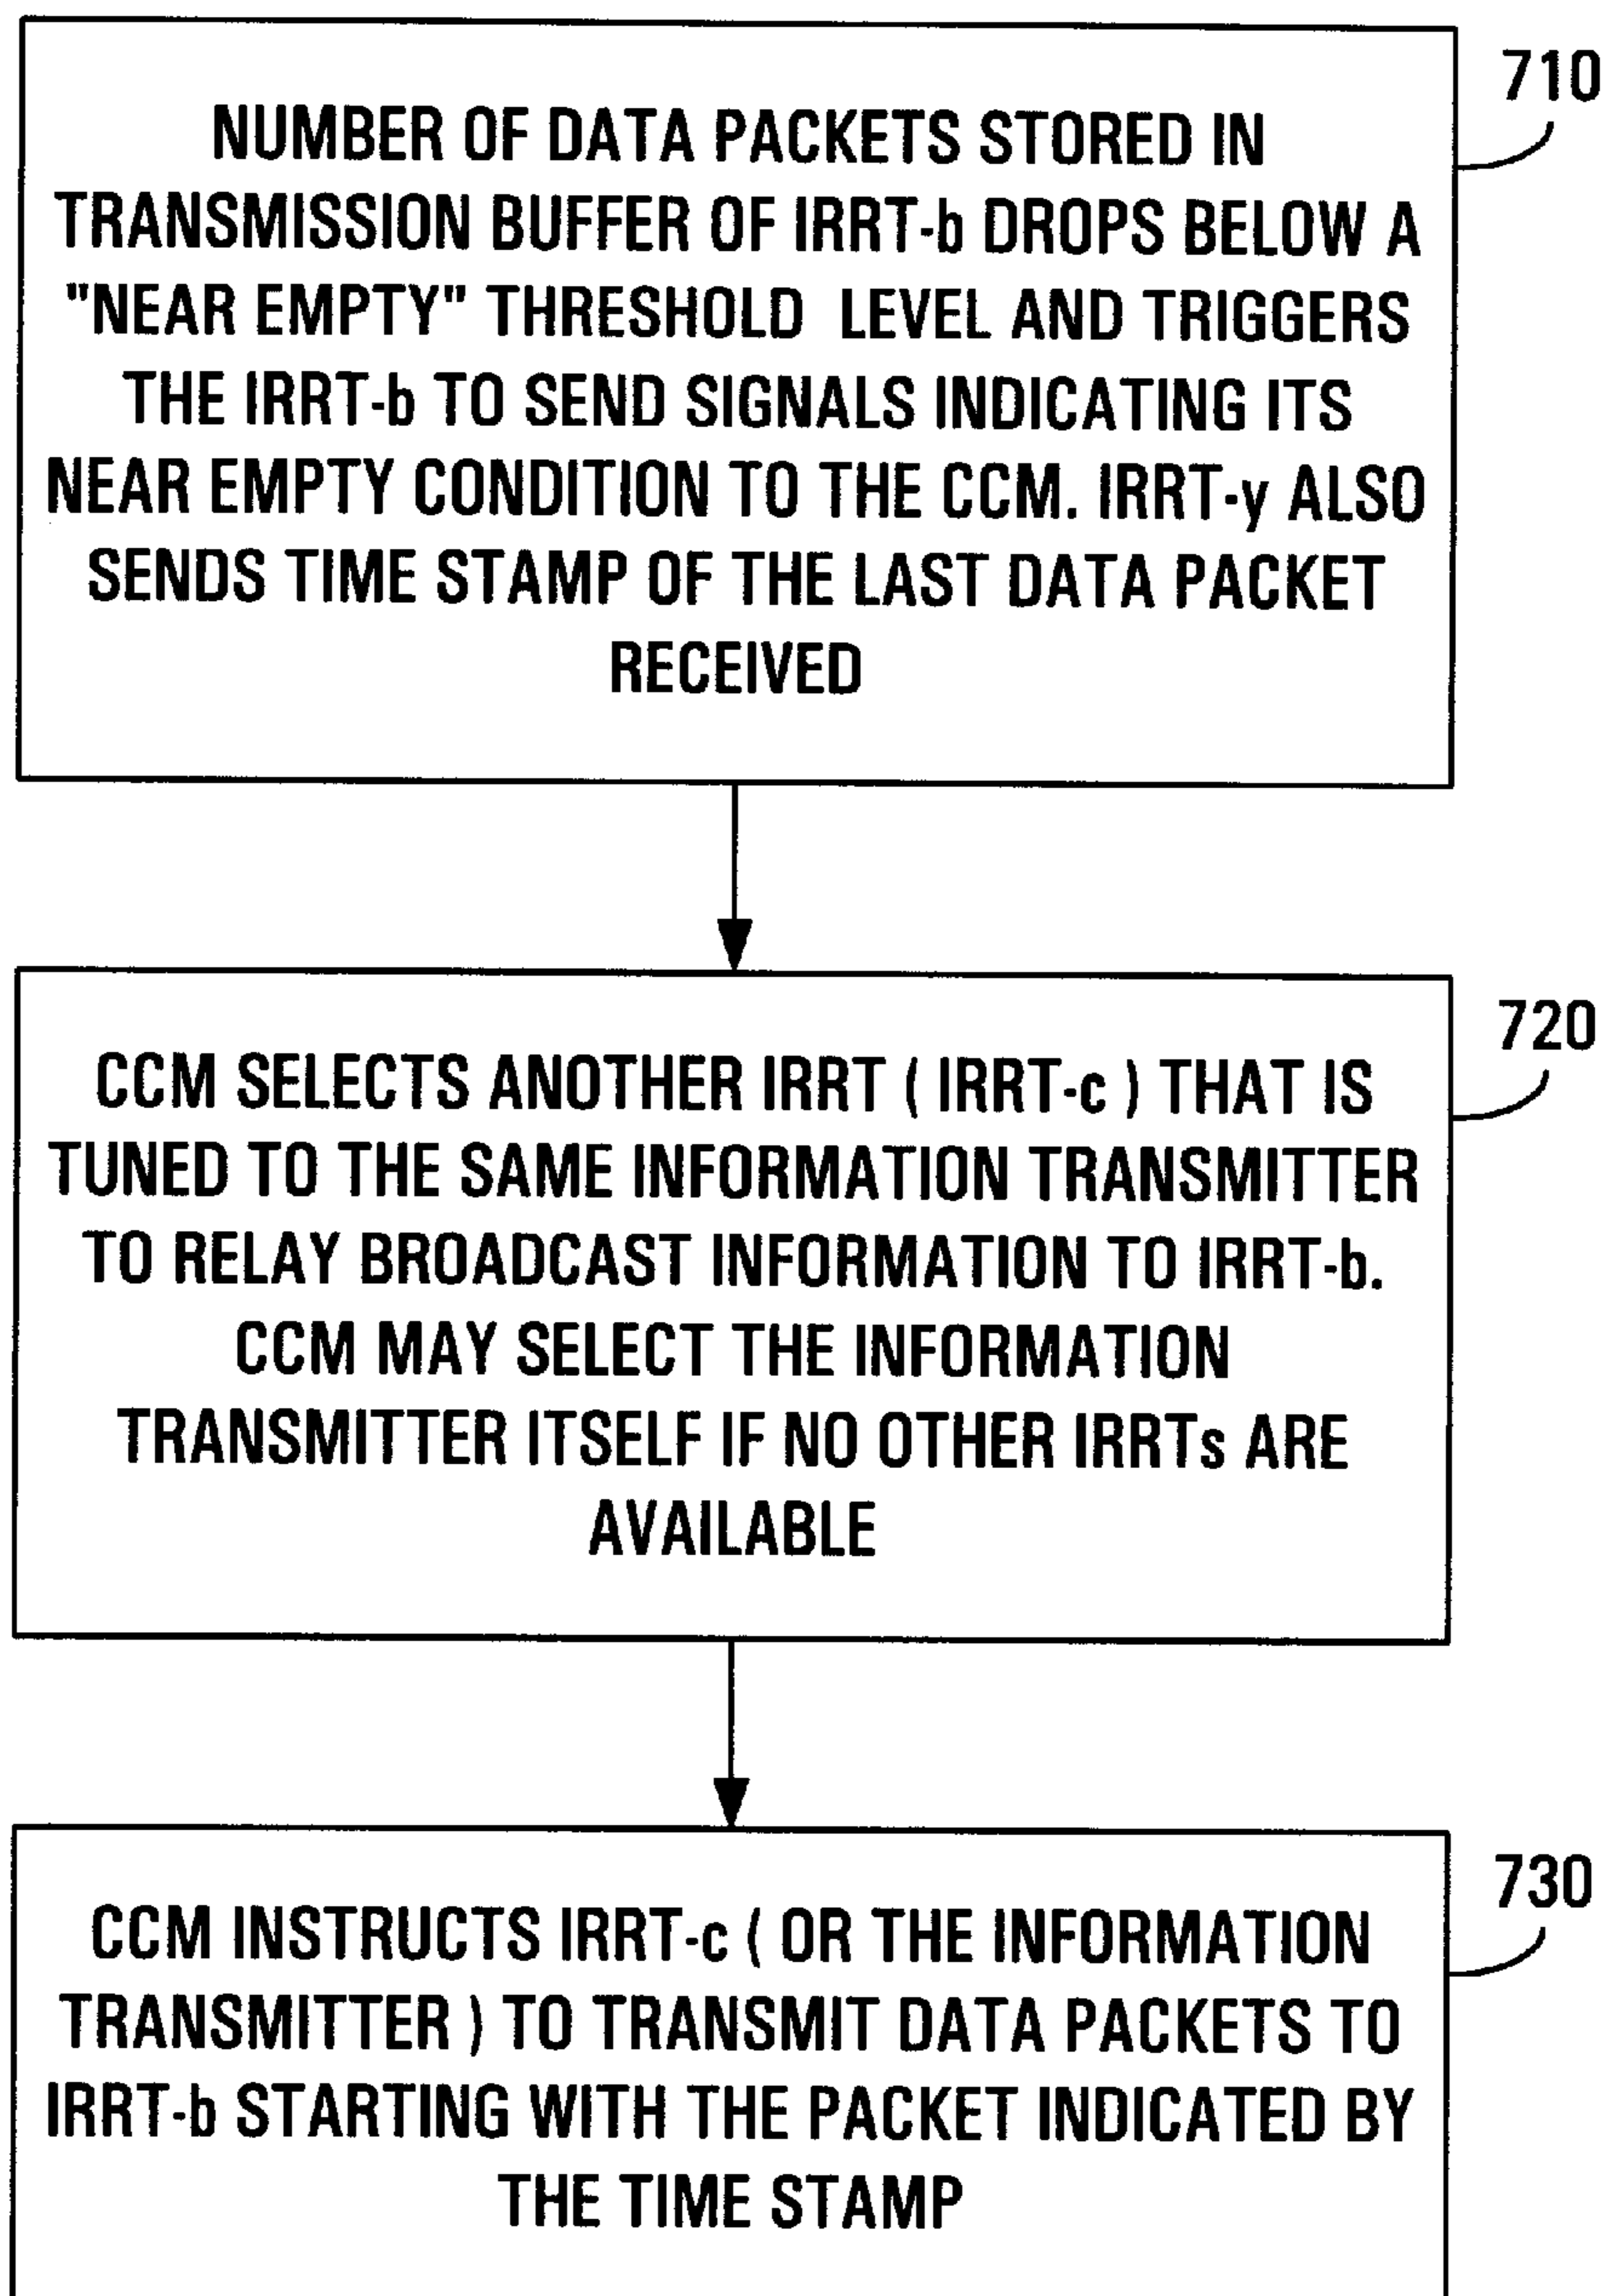 710
NUMBER OF DATA PACKETS STORED IN
TRANSMISSION BUFFER OF IRRT-b DROPS BELOW A
"NEAR EMPTY" THRESHOLD LEVEL AND TRIGGERS
THE IRRT-b TO SEND SIGNALS INDICATING ITS
NEAR EMPTY CONDITION TO THE CCM. IRRT-y ALSO
SENDS TIME STAMP OF THE LAST DATA PACKET
RECEIVED
720
CCM SELECTS ANOTHER IRRT ( IRRT-c ) THAT IS
TUNED TO THE SAME INFORMATION TRANSMITTER
TO RELAY BROADCAST INFORMATION TO IRRT-b.
CCM MAY SELECT THE INFORMATION
TRANSMITTER ITSELF IF NO OTHER IRRTs ARE
AVAILABLE
730
CCM INSTRUCTS IRRT-c ( OR THE INFORMATION
TRANSMITTER ) TO TRANSMIT DATA PACKETS TO
IRRT-b STARTING WITH THE PACKET INDICATED BY
THE TIME STAMP